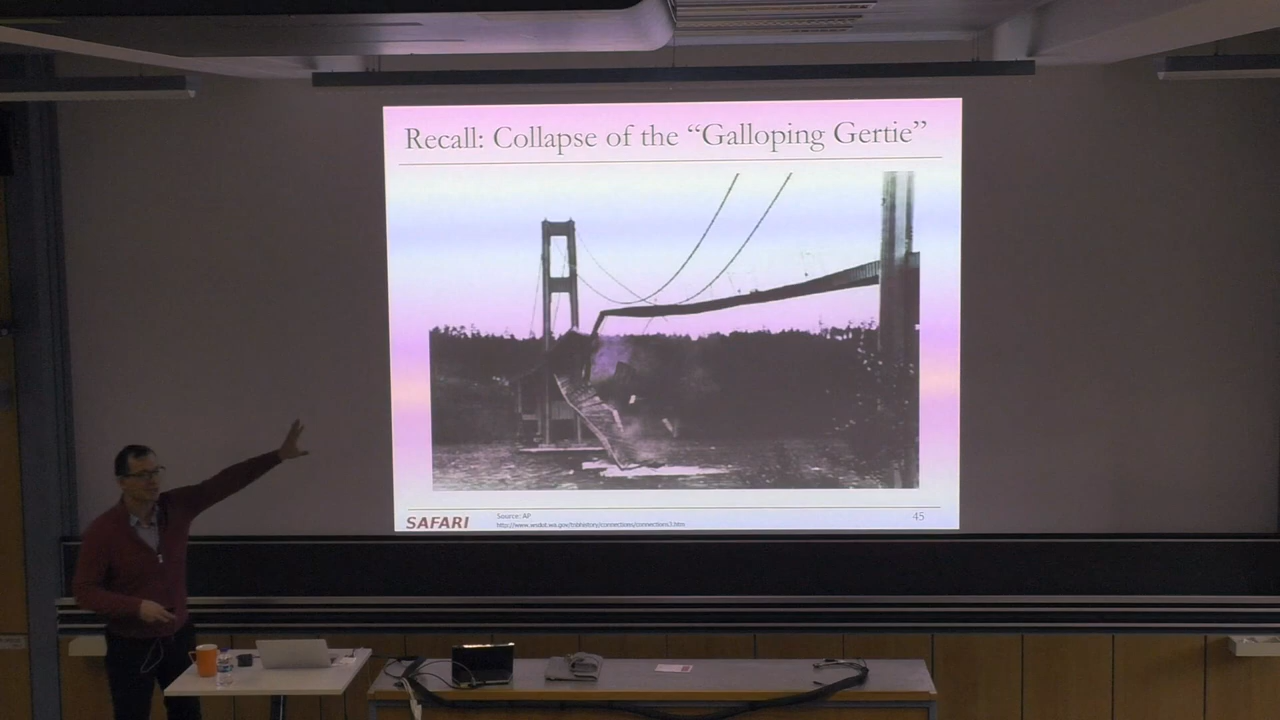 Recall: Collapse of the “Galloping Gertie”
SAFARI
Source: AP
http://www.wsdot.wa.gov/tnbhistory/connections/connections3.htm
45